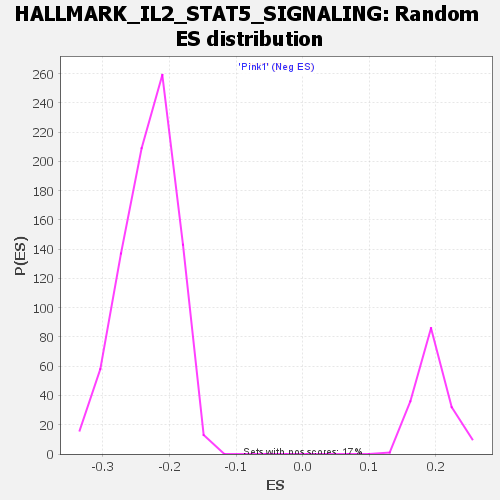 HALLMARK_IL2_STAT5_SIGNALING: Random
ES distribution
'Pink1' (Neg ES)
260
240
220
200
180
160
140
120
100
80
60
40
20
0
P(ES)
Sets with pos scores: 17%
-0.3 -0.2 -0.1 0.0 0.1 0.2
ES